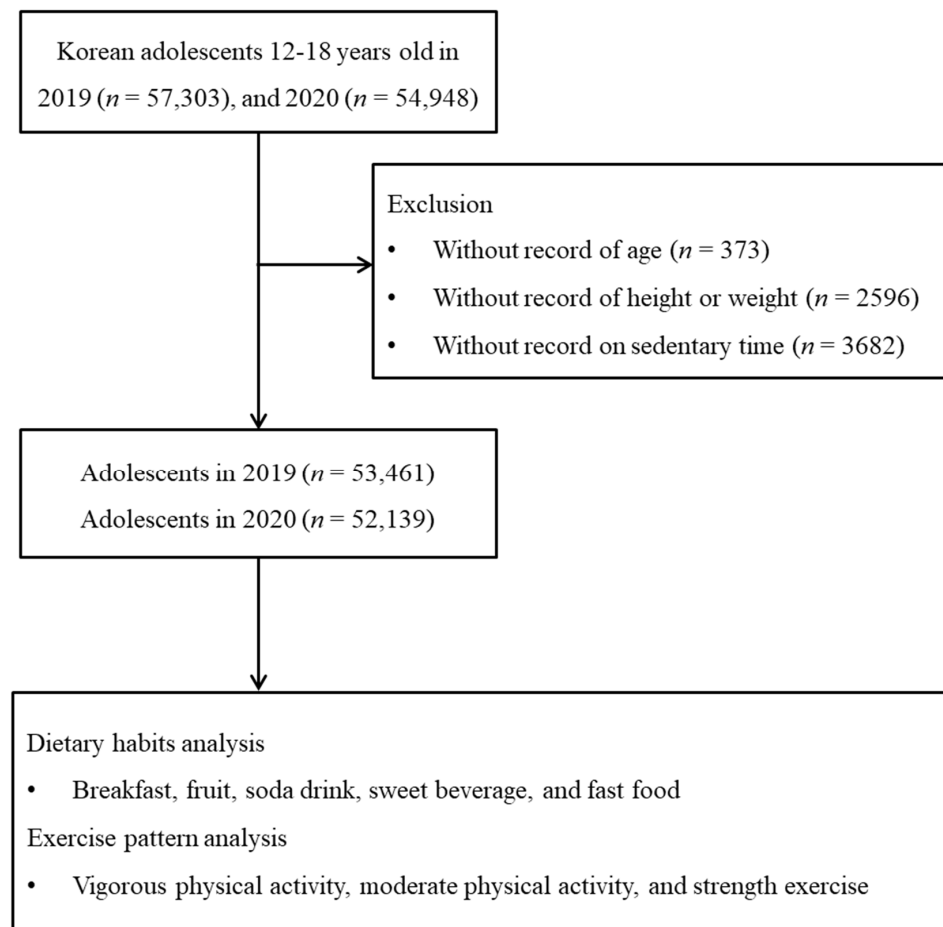 Korean adolescents 12-18 years old in
2019 (n = 57,303), and 2020 (n = 54,948)
Exclusion
• Without record of age (n = 373)
• Without record of height or weight (n = 2596)
• Without record on sedentary time (n = 3682)
Adolescents in 2019 (n = 53,461)
Adolescents in 2020 (n = 52,139)
Dietary habits analysis
• Breakfast, fruit, soda drink, sweet beverage, and fast food
Exercise pattern analysis
• Vigorous physical activity, moderate physical activity, and strength exercise